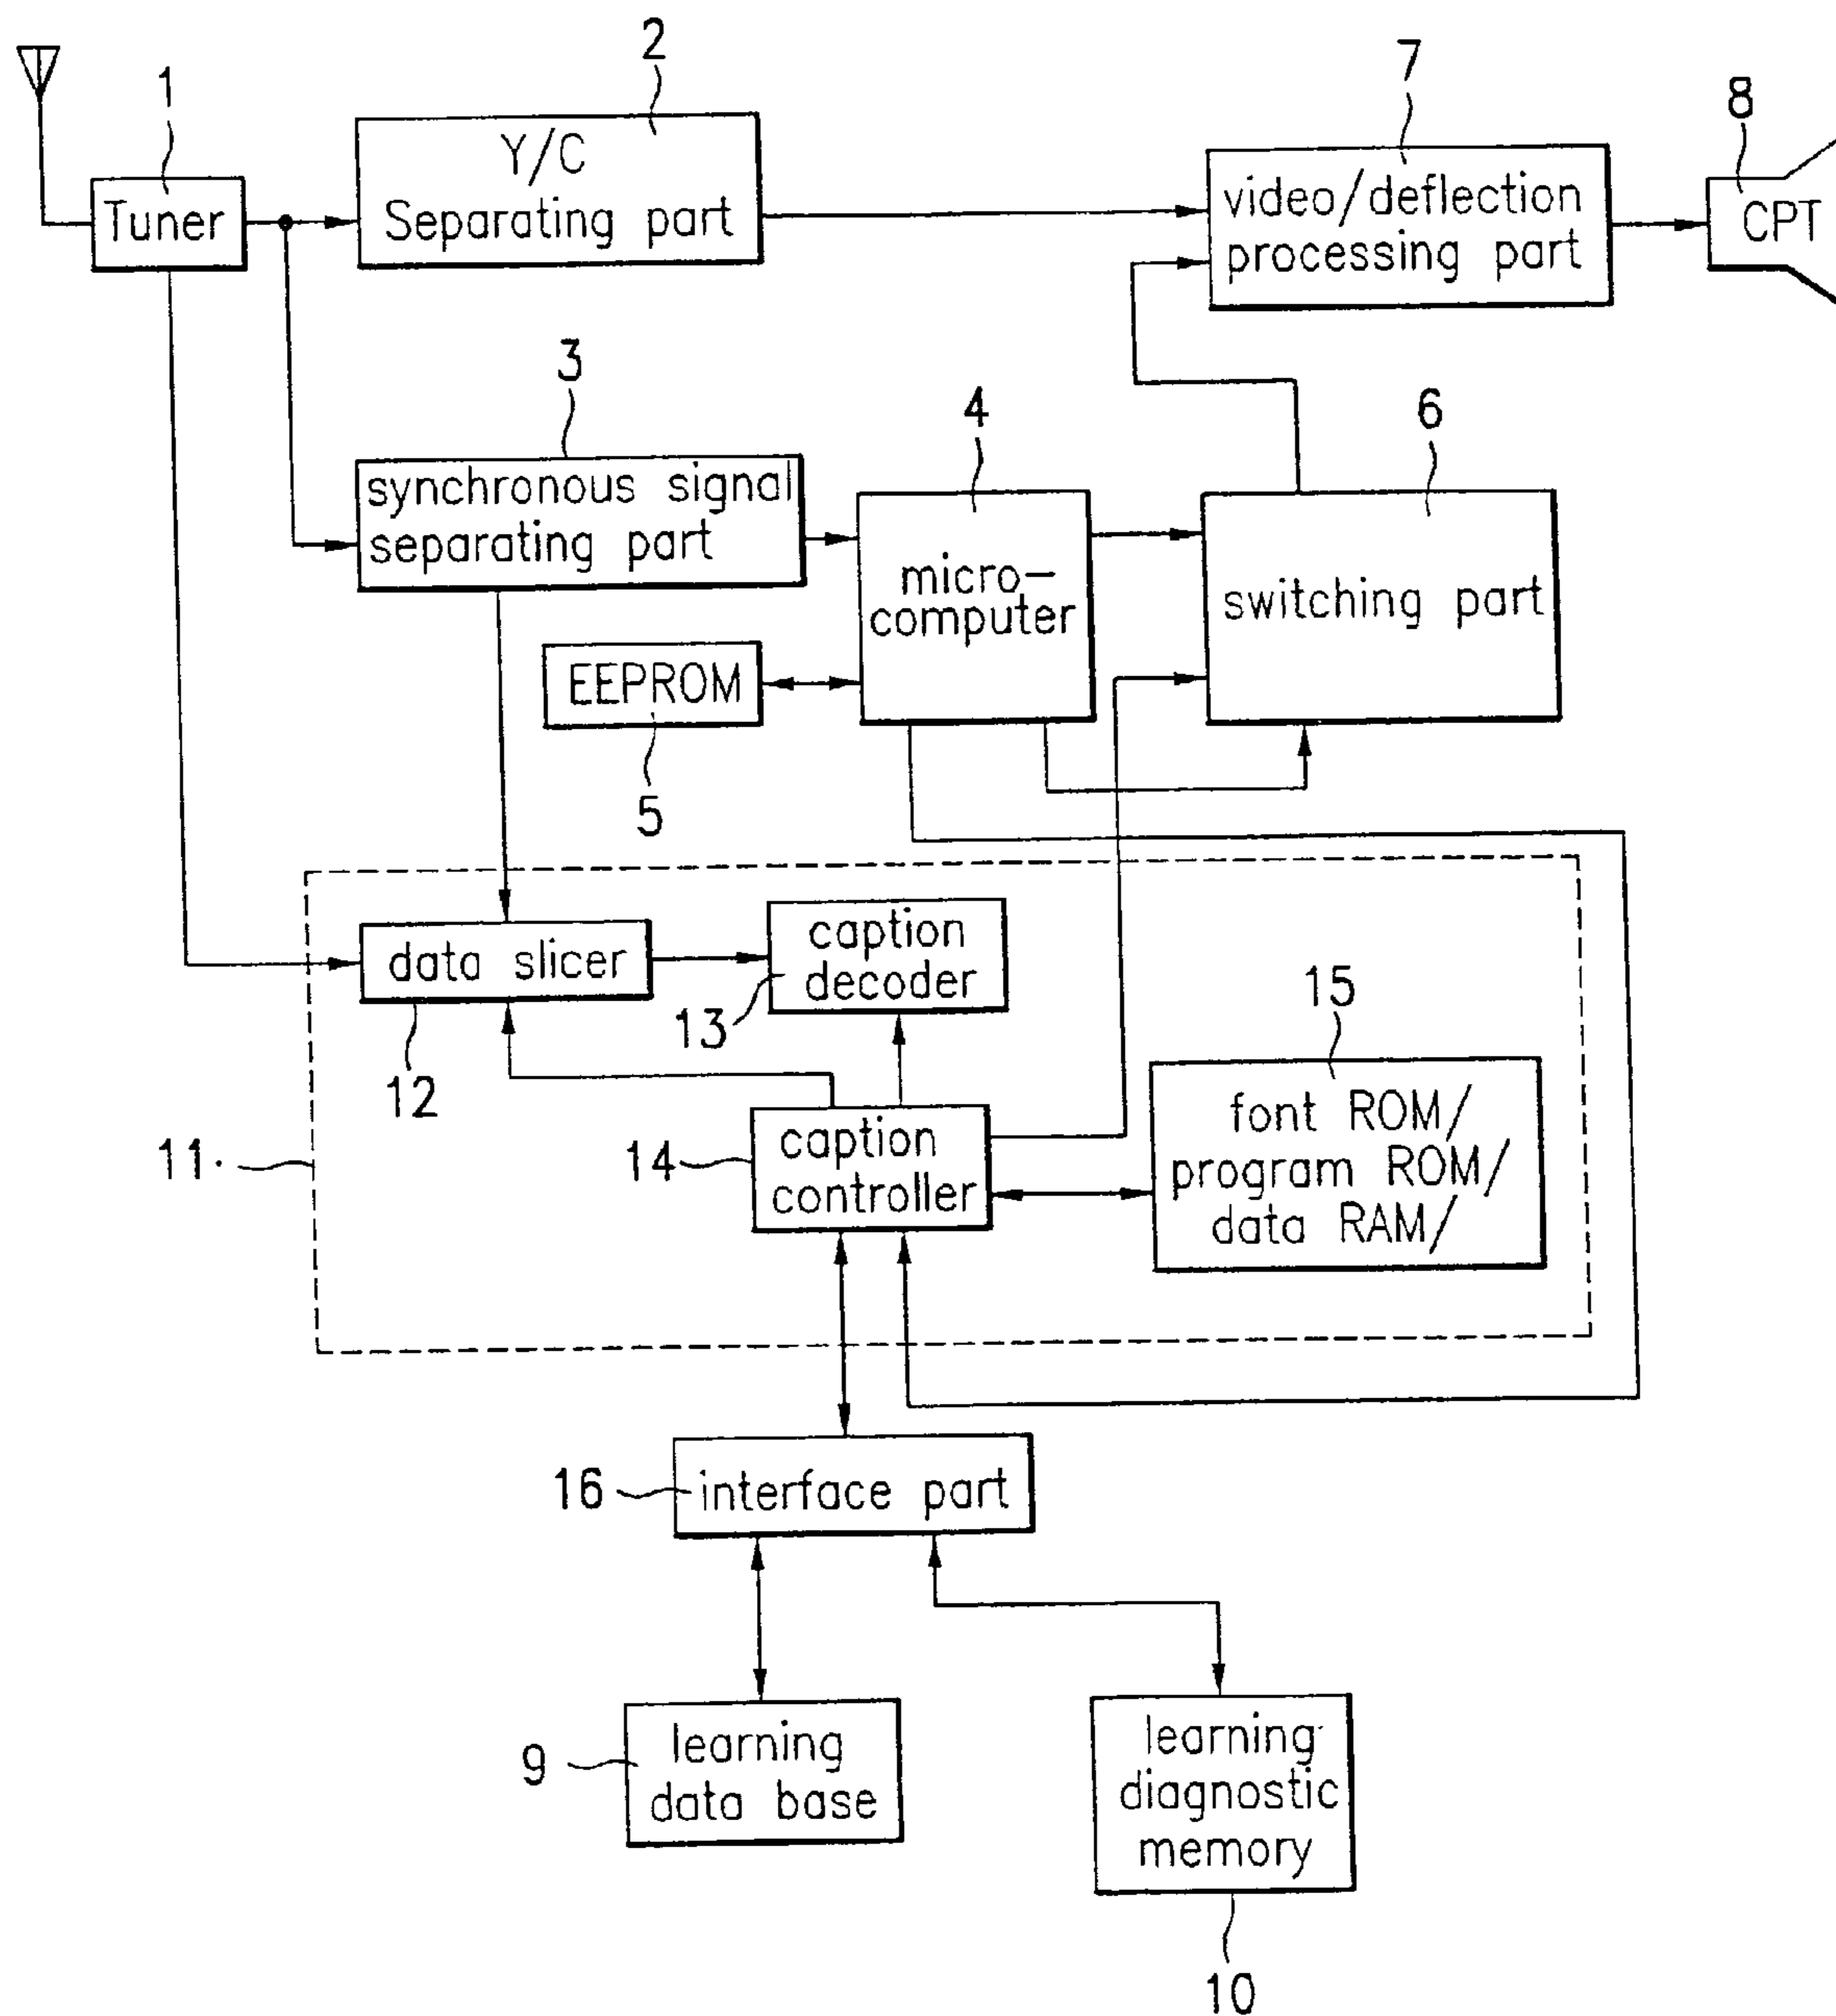 1
Tuner
2
Y/C
Separating part
7
video/deflection
processing part
8
CPT
3
synchronous signal
separating part
4
micro-
computer
6
switching part
EEPROM
5
data slicer
12
caption
decoder
13
11
14
caption
controller
15
font ROM/
program ROM/
data RAM/
16
interface part
9
learning
data base
learning
diagnostic
memory
10